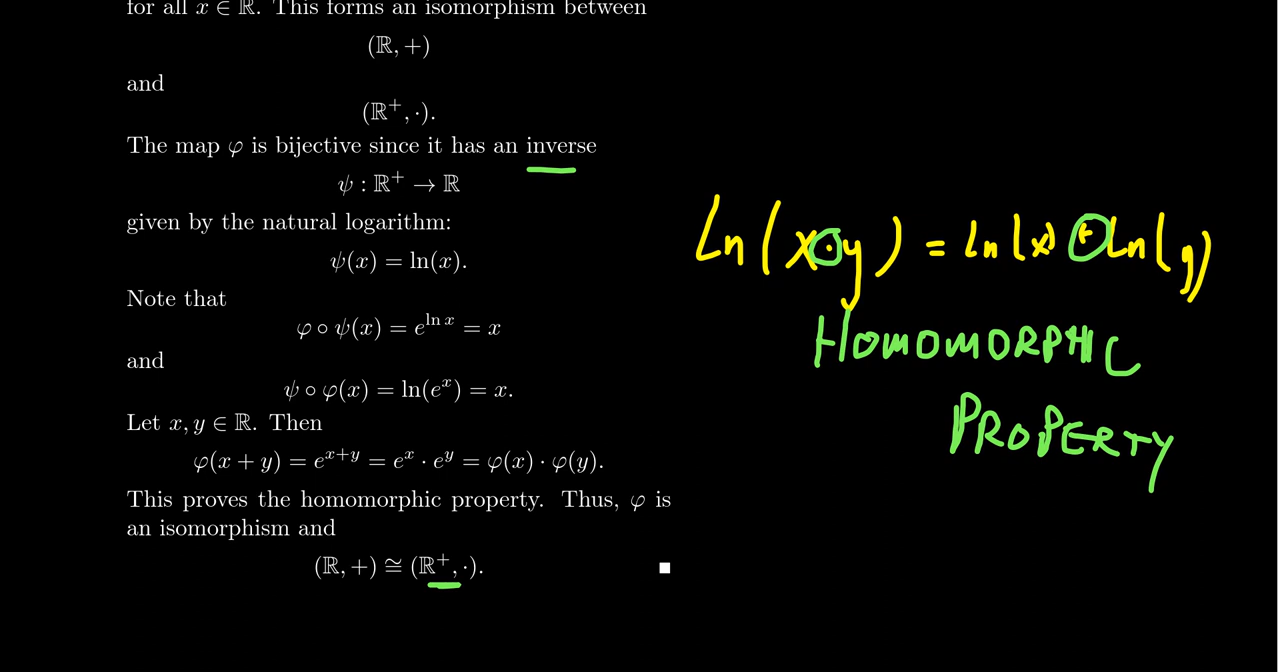 for all x ∈ ℝ. This forms an isomorphism between
(ℝ, +)
and
(ℝ⁺, ·).
The map φ is bijective since it has an inverse
ψ : ℝ⁺ → ℝ
given by the natural logarithm:
ψ(x) = ln(x).
Note that
φ ∘ ψ(x) = e^{ln x} = x
and
ψ ∘ φ(x) = ln(e^x) = x.
Let x, y ∈ ℝ. Then
φ(x + y) = e^{x+y} = e^x · e^y = φ(x) · φ(y).
This proves the homomorphic property. Thus, φ is
an isomorphism and
(ℝ, +) ≅ (ℝ⁺, ·).
Ln(x·y) = Ln(x) + Ln(y)
HOMOMORPHIC
PROPERTY